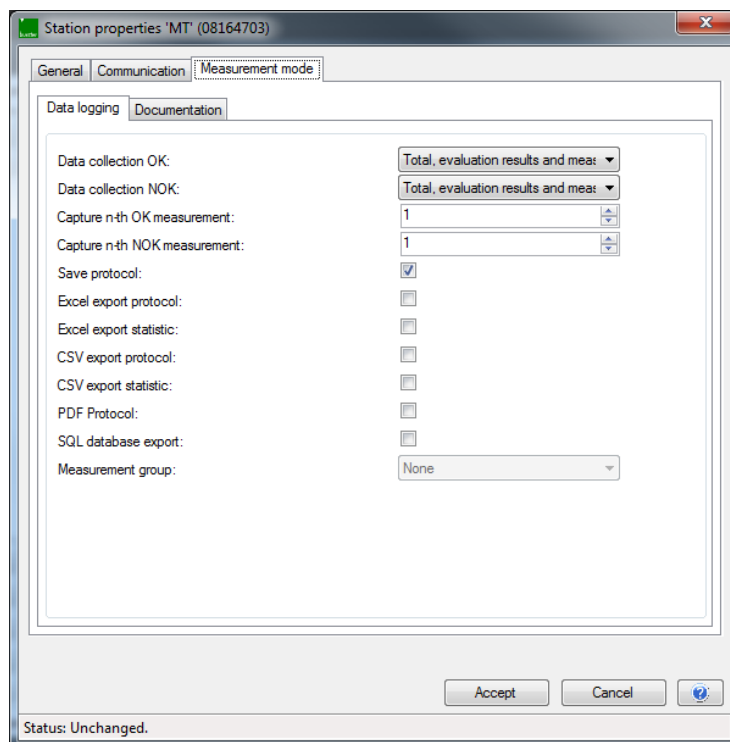 Station properties 'MT' (08164703)
General Communication Measurement mode
Data logging Documentation
Data collection OK: Total, evaluation results and meas
Data collection NOK: Total, evaluation results and meas
Capture n-th OK measurement: 1
Capture n-th NOK measurement: 1
Save protocol:
Excel export protocol:
Excel export statistic:
CSV export protocol:
CSV export statistic:
PDF Protocol:
SQL database export:
Measurement group: None
Accept Cancel ?
Status: Unchanged.